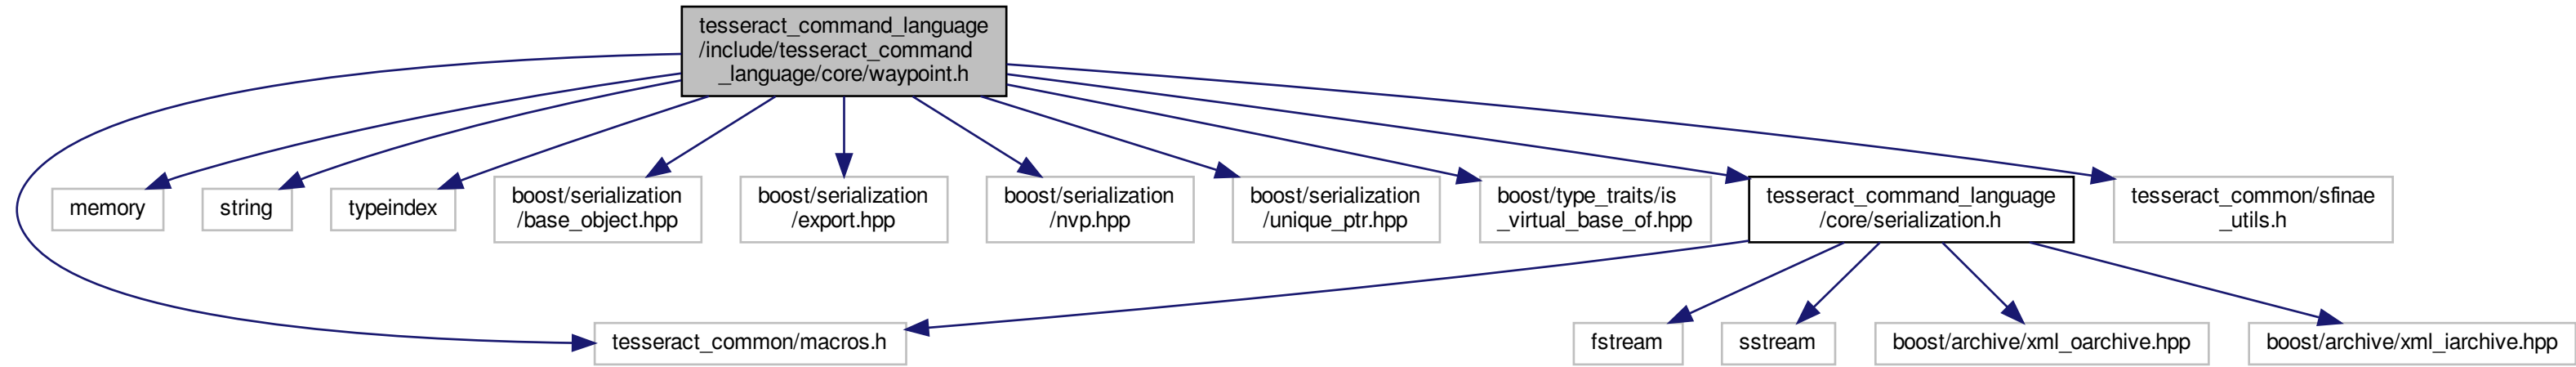 tesseract_command_language
/include/tesseract_command
_language/core/waypoint.h
memory
string
typeindex
boost/serialization
/base_object.hpp
boost/serialization
/export.hpp
boost/serialization
/nvp.hpp
boost/serialization
/unique_ptr.hpp
boost/type_traits/is
_virtual_base_of.hpp
tesseract_command_language
/core/serialization.h
tesseract_common/sfinae
_utils.h
tesseract_common/macros.h
fstream
sstream
boost/archive/xml_oarchive.hpp
boost/archive/xml_iarchive.hpp